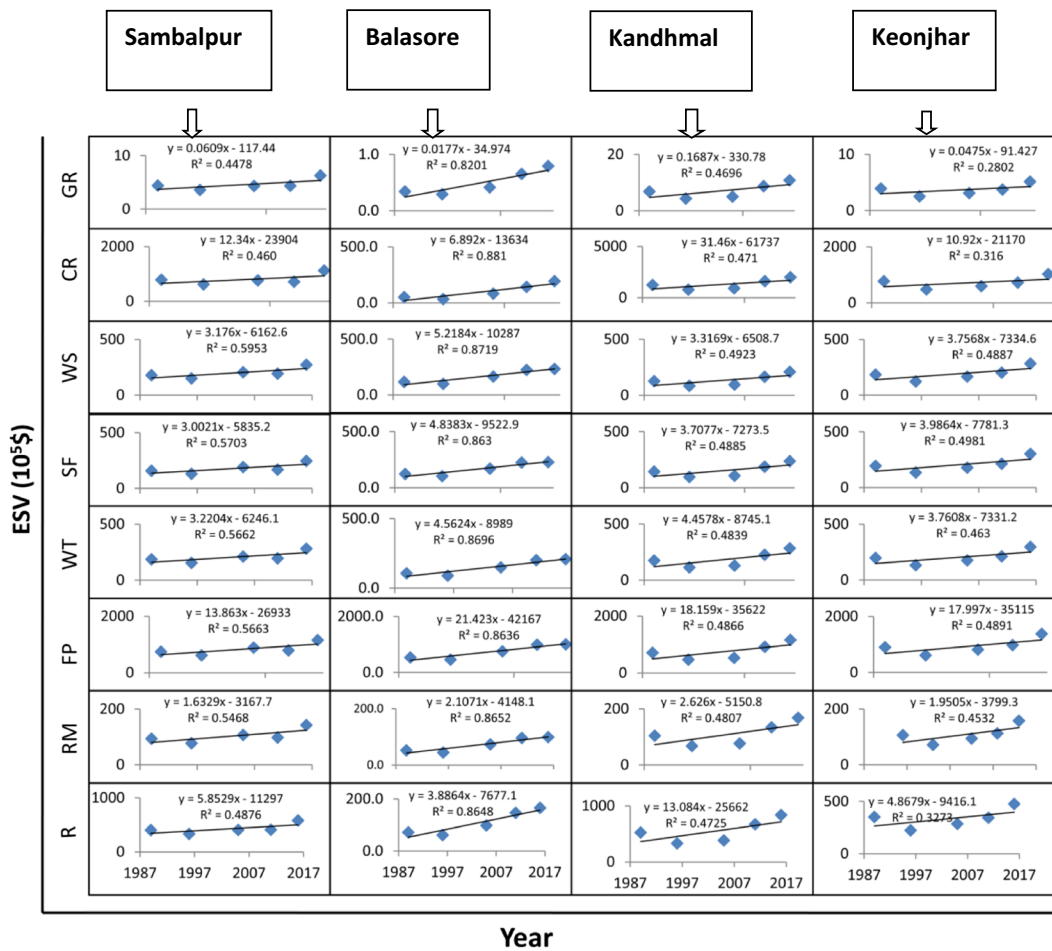 Sambalpur
Balasore
Kandhmal
Keonjhar
ESV (10⁵$)
GR
10
0
y = 0.0609x - 117.44
R² = 0.4478
1.0
0.0
y = 0.0177x - 34.974
R² = 0.8201
20
0
y = 0.1687x - 330.78
R² = 0.4696
10
0
y = 0.0475x - 91.427
R² = 0.2802
CR
2000
0
y = 12.34x - 23904
R² = 0.460
500.0
0.0
y = 6.892x - 13634
R² = 0.881
5000
0
y = 31.46x - 61737
R² = 0.471
2000
0
y = 10.92x - 21170
R² = 0.316
WS
500
0
y = 3.176x - 6162.6
R² = 0.5953
500.0
0.0
y = 5.2184x - 10287
R² = 0.8719
500
0
y = 3.3169x - 6508.7
R² = 0.4923
500
0
y = 3.7568x - 7334.6
R² = 0.4887
SF
500
0
y = 3.0021x - 5835.2
R² = 0.5703
500.0
0.0
y = 4.8383x - 9522.9
R² = 0.863
500
0
y = 3.7077x - 7273.5
R² = 0.4885
500
0
y = 3.9864x - 7781.3
R² = 0.4981
WT
500
0
y = 3.2204x - 6246.1
R² = 0.5662
500.0
0.0
y = 4.5624x - 8989
R² = 0.8696
500
0
y = 4.4578x - 8745.1
R² = 0.4839
500
0
y = 3.7608x - 7331.2
R² = 0.463
FP
2000
0
y = 13.863x - 26933
R² = 0.5663
2000.0
0.0
y = 21.423x - 42167
R² = 0.8636
2000
0
y = 18.159x - 35622
R² = 0.4866
2000
0
y = 17.997x - 35115
R² = 0.4891
RM
200
0
y = 1.6329x - 3167.7
R² = 0.5468
200.0
0.0
y = 2.1071x - 4148.1
R² = 0.8652
200
0
y = 2.626x - 5150.8
R² = 0.4807
200
0
y = 1.9505x - 3799.3
R² = 0.4532
R
1000
0
y = 5.8529x - 11297
R² = 0.4876
200.0
0.0
y = 3.8864x - 7677.1
R² = 0.8648
1000
0
y = 13.084x - 25662
R² = 0.4725
500
0
y = 4.8679x - 9416.1
R² = 0.3273
1987 1997 2007 2017
1987 1997 2007 2017
1987 1997 2007 2017
1987 1997 2007 2017
Year